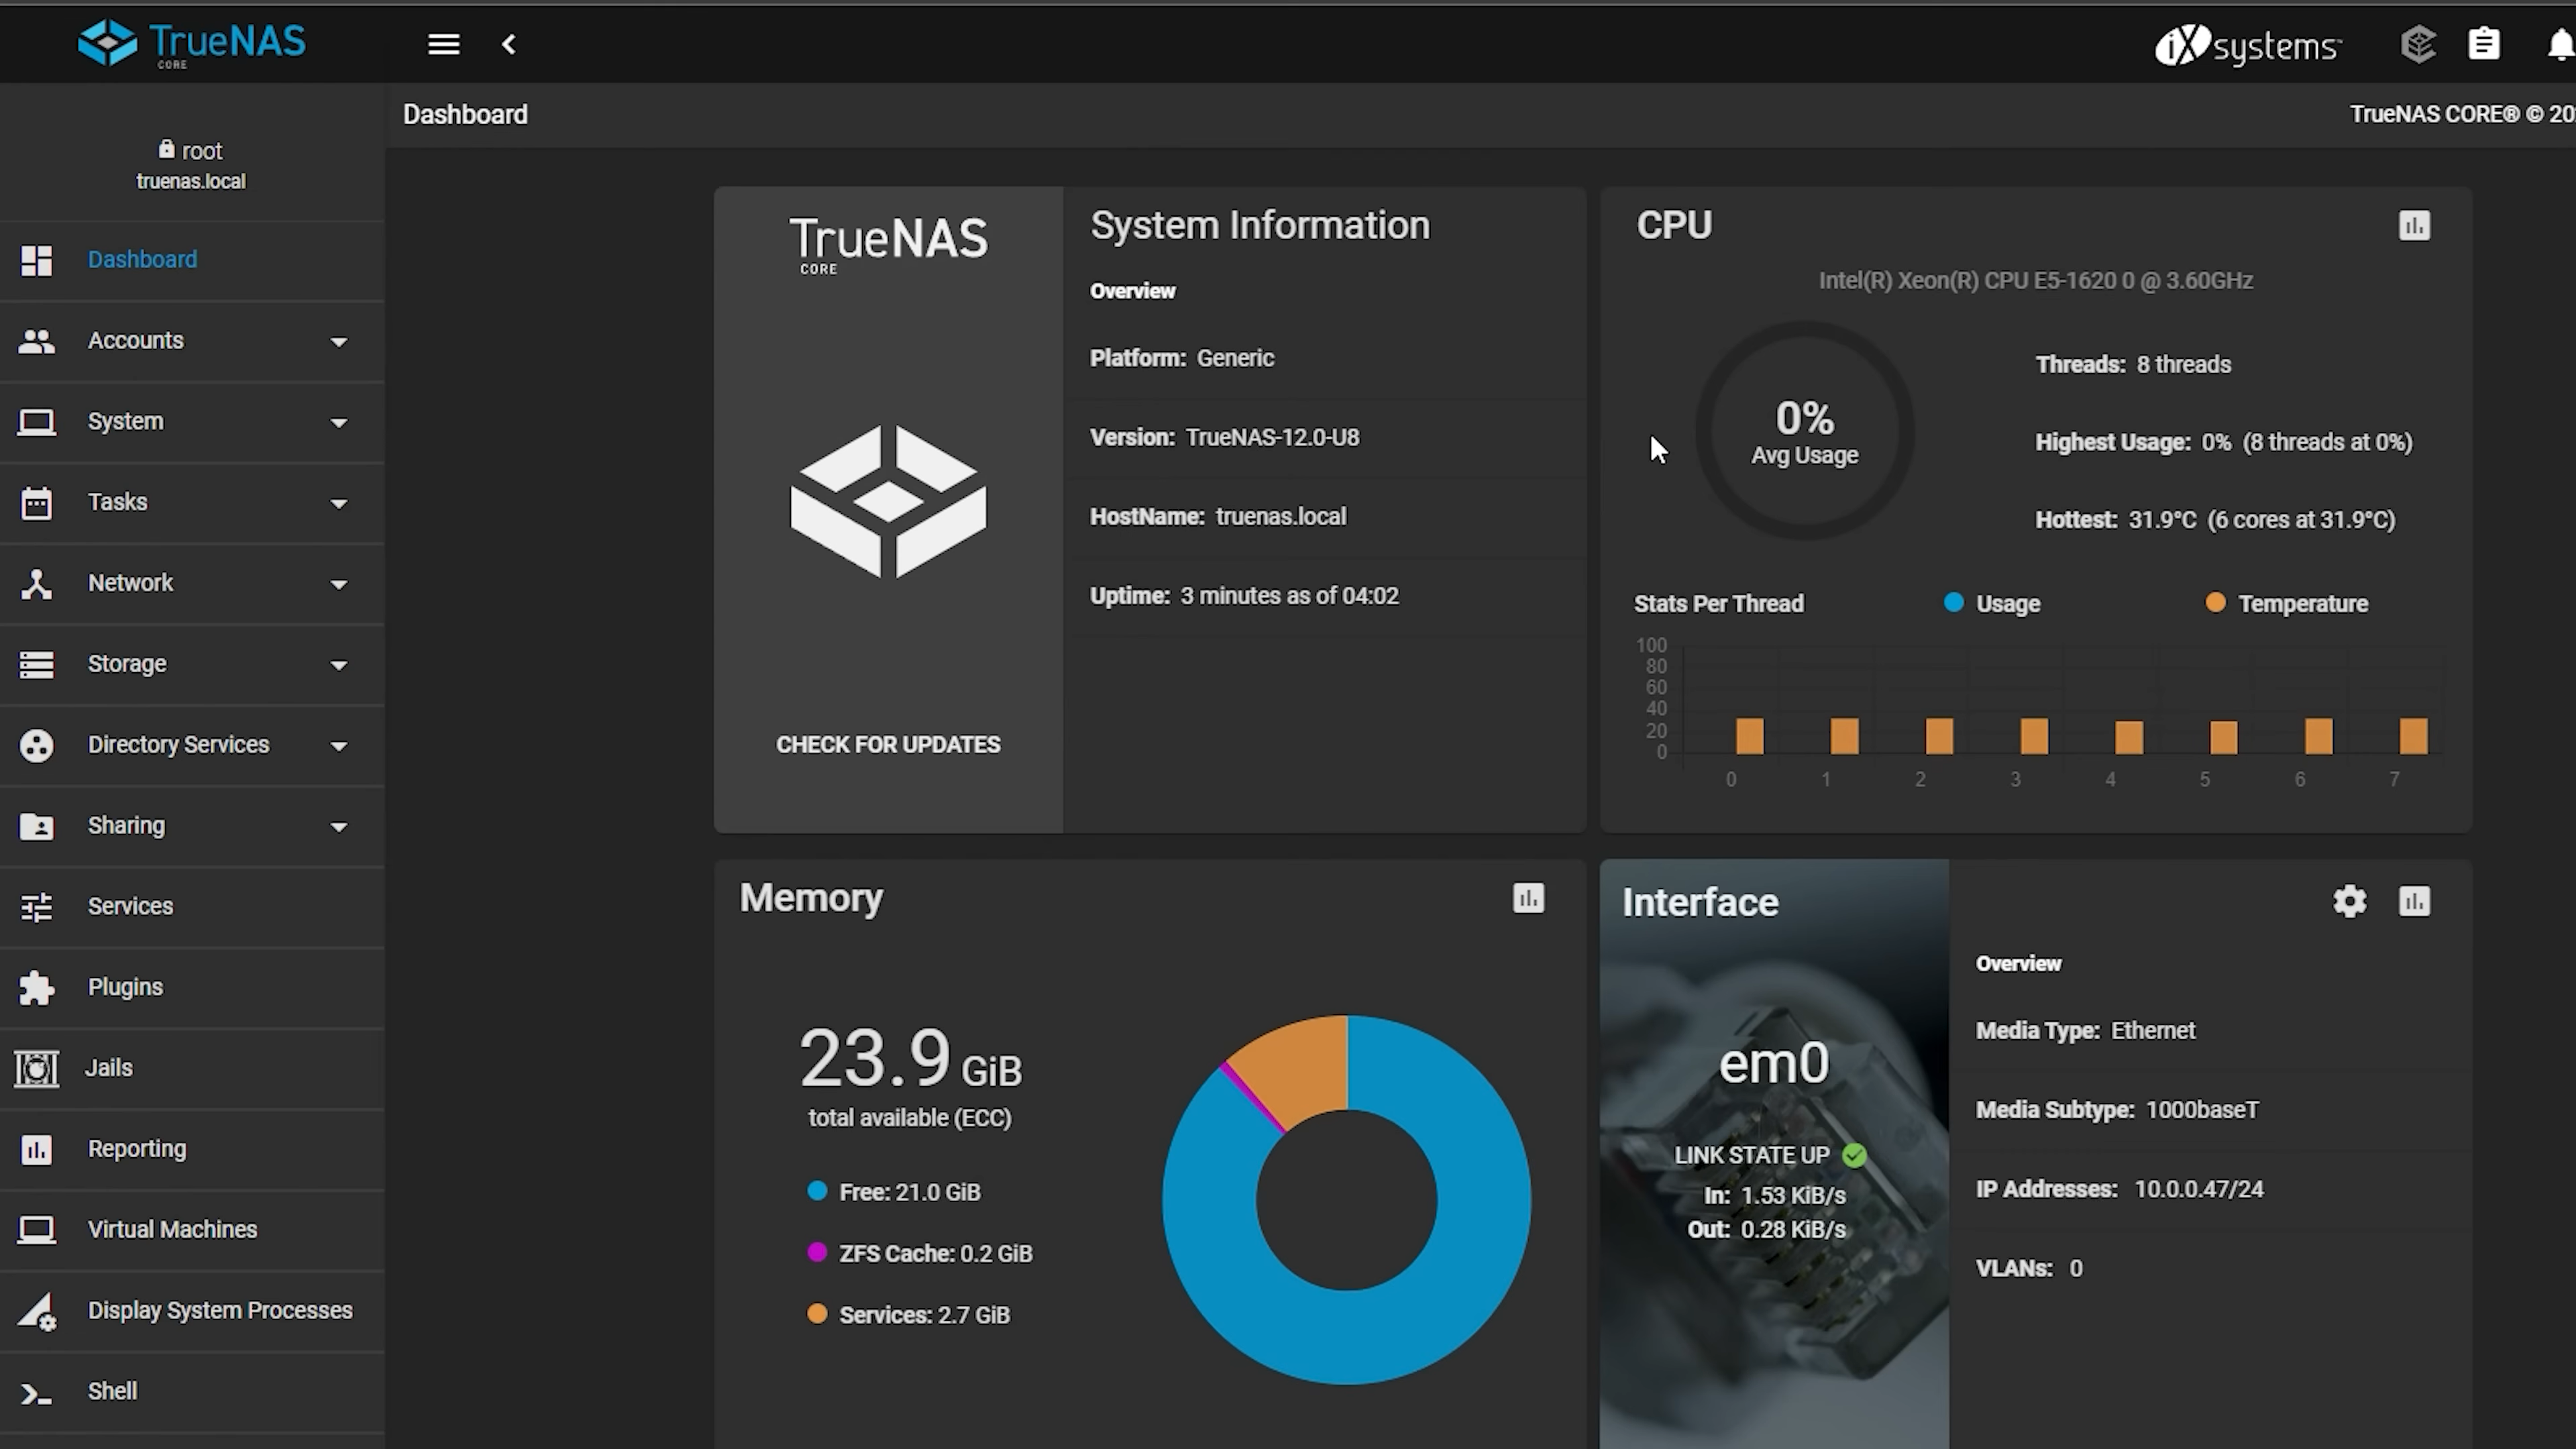 TrueNAS
CORE
iXsystems™
Dashboard
TrueNAS CORE® © 20
root
truenas.local
Dashboard
Accounts
System
Tasks
Network
Storage
Directory Services
Sharing
Services
Plugins
Jails
Reporting
Virtual Machines
Display System Processes
Shell
TrueNAS
CORE
CHECK FOR UPDATES
System Information
Overview
Platform: Generic
Version: TrueNAS-12.0-U8
HostName: truenas.local
Uptime: 3 minutes as of 04:02
CPU
Intel(R) Xeon(R) CPU E5-1620 0 @ 3.60GHz
0%
Avg Usage
Threads: 8 threads
Highest Usage: 0% (8 threads at 0%)
Hottest: 31.9°C (6 cores at 31.9°C)
Stats Per Thread
Usage
Temperature
100
80
60
40
20
0
0 1 2 3 4 5 6 7
Memory
23.9 GiB
total available (ECC)
Free: 21.0 GiB
ZFS Cache: 0.2 GiB
Services: 2.7 GiB
Interface
em0
LINK STATE UP
In: 1.53 KiB/s
Out: 0.28 KiB/s
Overview
Media Type: Ethernet
Media Subtype: 1000baseT
IP Addresses: 10.0.0.47/24
VLANs: 0